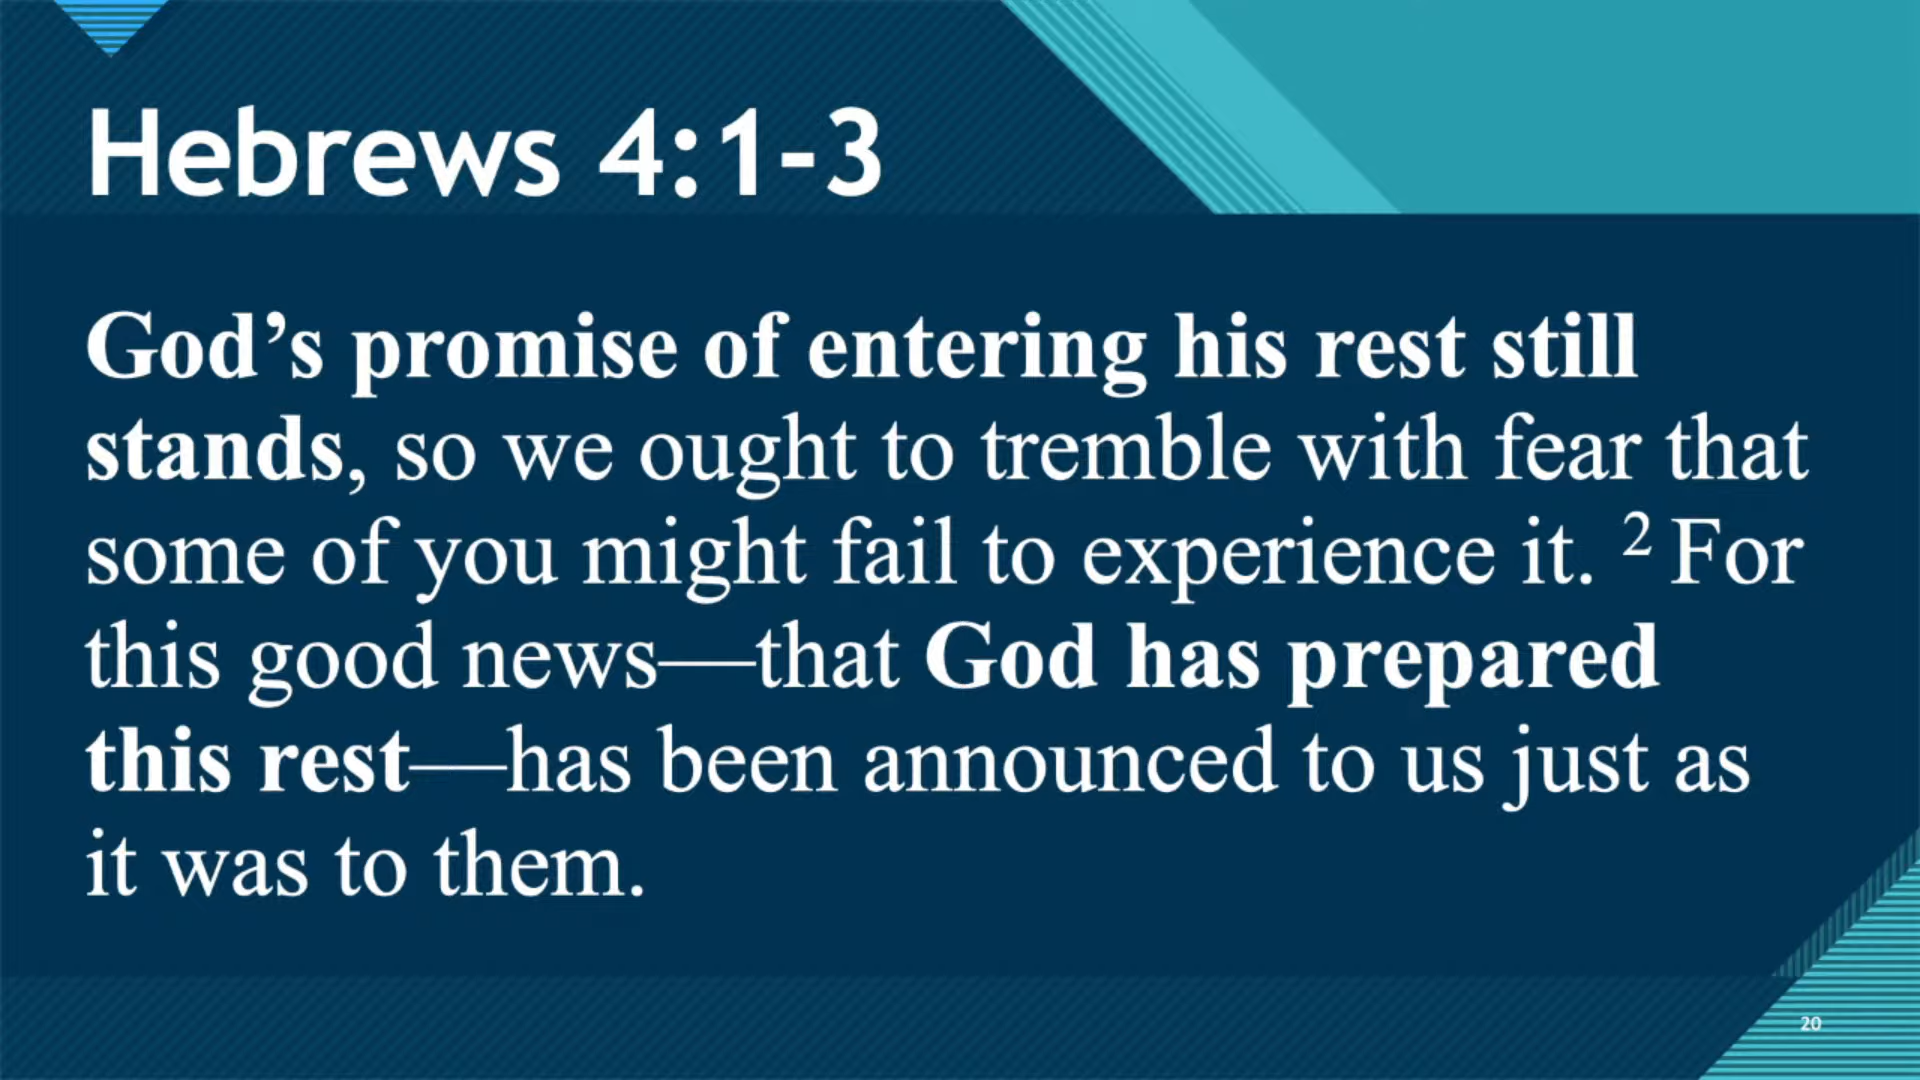 Hebrews 4:1-3
God’s promise of entering his rest still
stands, so we ought to tremble with fear that
some of you might fail to experience it. ² For
this good news—that God has prepared
this rest—has been announced to us just as
it was to them.
20